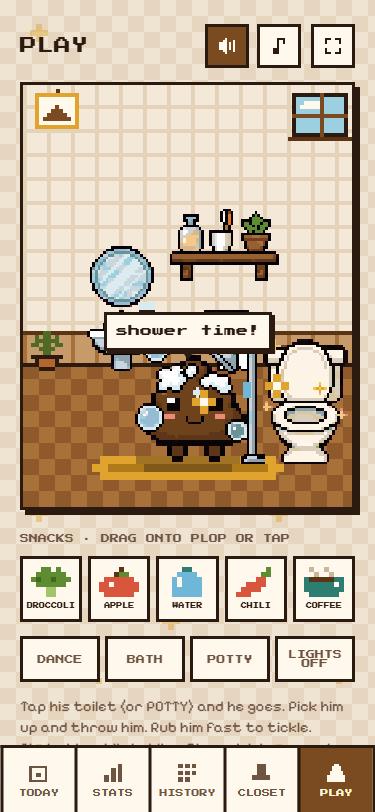 PLAY
shower time!
SNACKS · DRAG ONTO PLOP OR TAP
DROCCOLI
APPLE
WATER
CHILI
COFFEE
DANCE
BATH
POTTY
LIGHTS
OFF
Tap his toilet (or POTTY) and he goes. Pick him
up and throw him. Rub him fast to tickle.
TODAY
STATS
HISTORY
CLOSET
PLAY